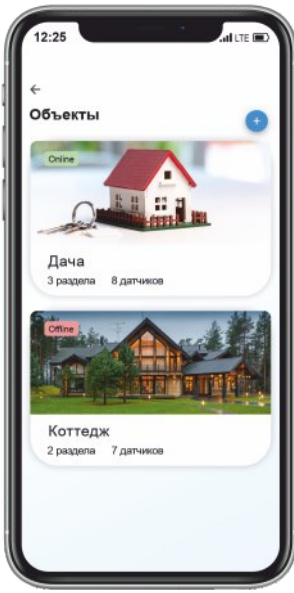 12:25 LTE
Объекты
+
Online
Дача
3 раздела 8 датчиков
Offline
Коттедж
2 раздела 7 датчиков